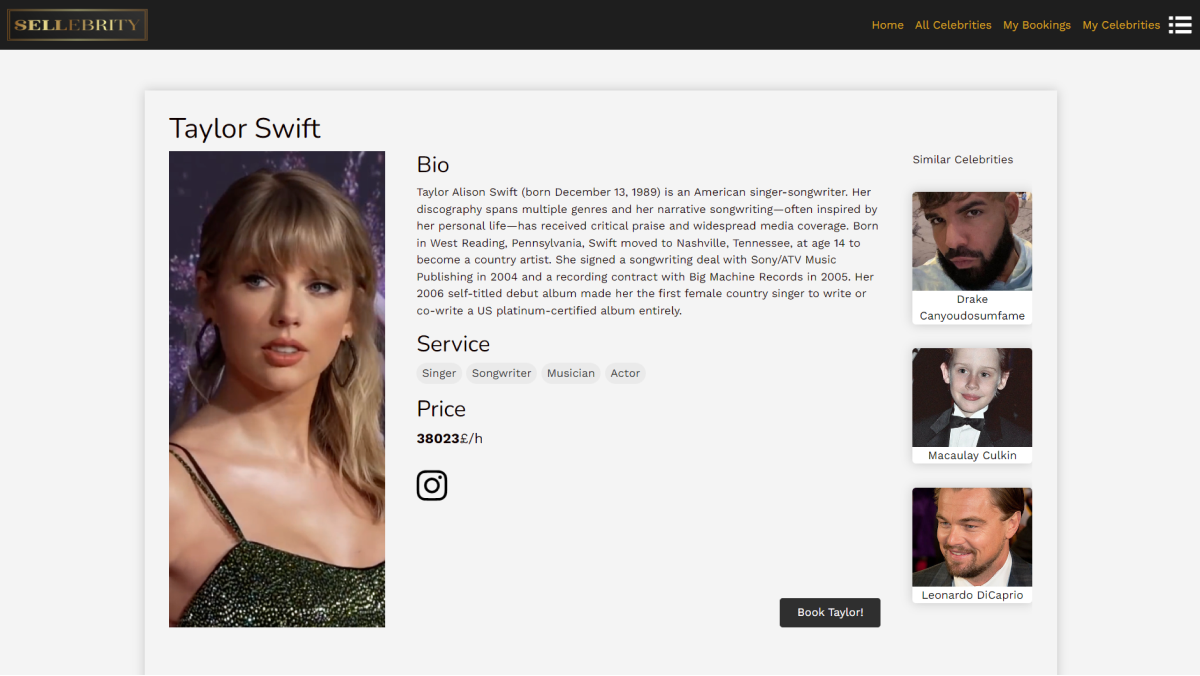 SELLEBRITY
Home All Celebrities My Bookings My Celebrities
Taylor Swift
Bio
Taylor Alison Swift (born December 13, 1989) is an American singer-songwriter. Her
discography spans multiple genres and her narrative songwriting—often inspired by
her personal life—has received critical praise and widespread media coverage. Born
in West Reading, Pennsylvania, Swift moved to Nashville, Tennessee, at age 14 to
become a country artist. She signed a songwriting deal with Sony/ATV Music
Publishing in 2004 and a recording contract with Big Machine Records in 2005. Her
2006 self-titled debut album made her the first female country singer to write or
co-write a US platinum-certified album entirely.
Service
Singer Songwriter Musician Actor
Price
38023£/h
Book Taylor!
Similar Celebrities
Drake
Canyoudosumfame
Macaulay Culkin
Leonardo DiCaprio